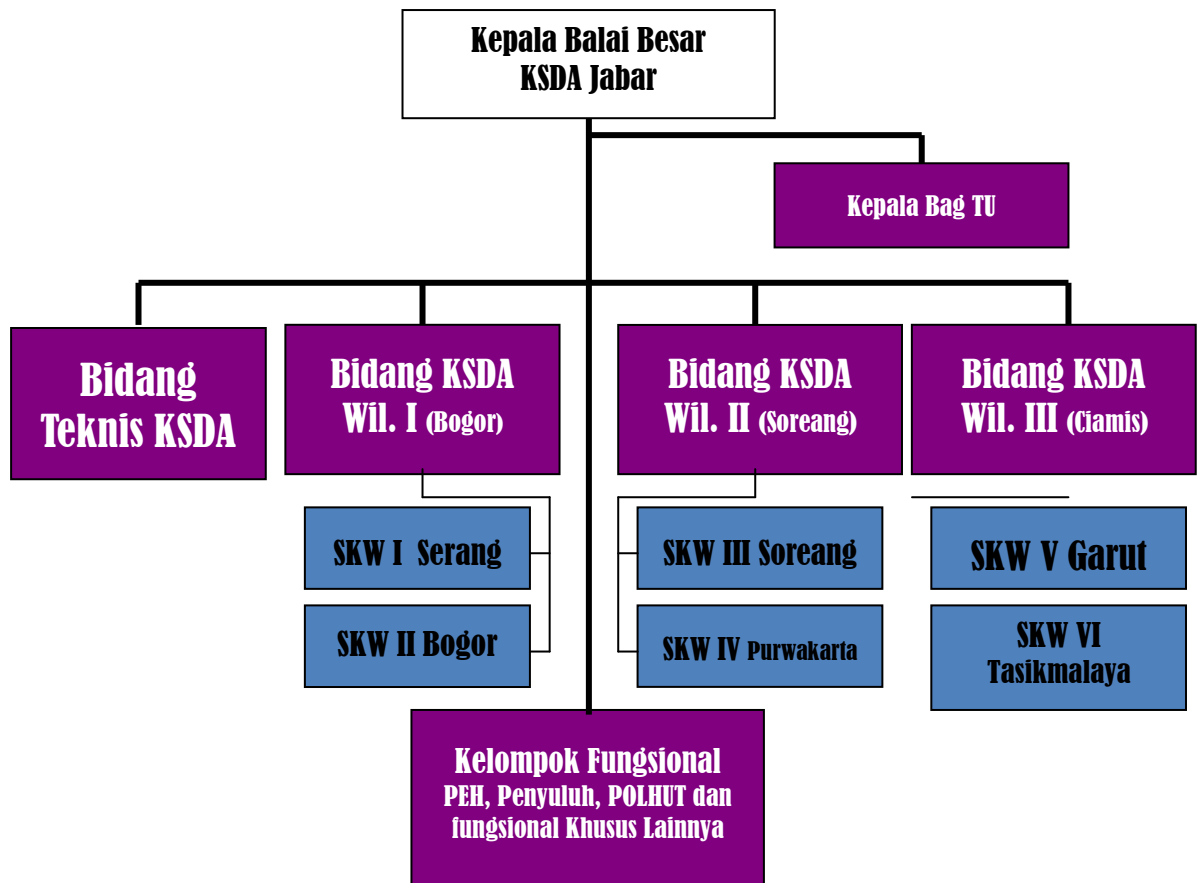 Kepala Balai Besar
KSDA Jabar
Kepala Bag TU
Bidang
Teknis KSDA
Bidang KSDA
Wil. I (Bogor)
Bidang KSDA
Wil. II (Soreang)
Bidang KSDA
Wil. III (Ciamis)
SKW I Serang
SKW II Bogor
SKW III Soreang
SKW IV Purwakarta
SKW V Garut
SKW VI
Tasikmalaya
Kelompok Fungsional
PEH, Penyuluh, POLHUT dan
fungsional Khusus Lainnya